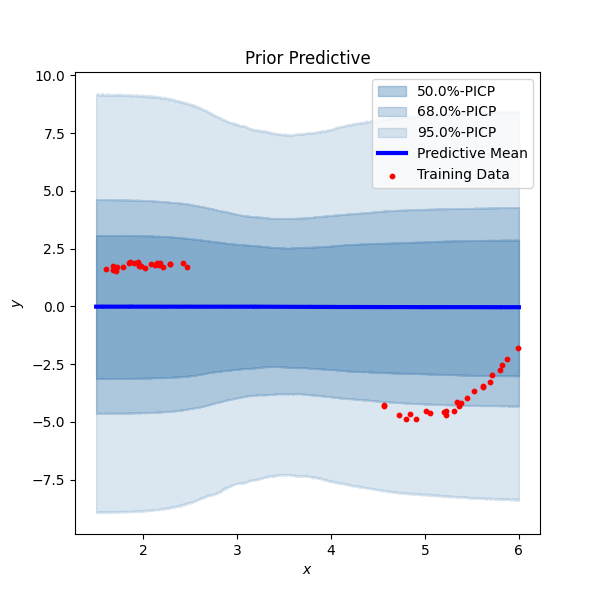 Prior Predictive
10.0
7.5
5.0
2.5
0.0
−2.5
−5.0
−7.5
y
50.0%-PICP
68.0%-PICP
95.0%-PICP
Predictive Mean
Training Data
2 3 4 5 6
x